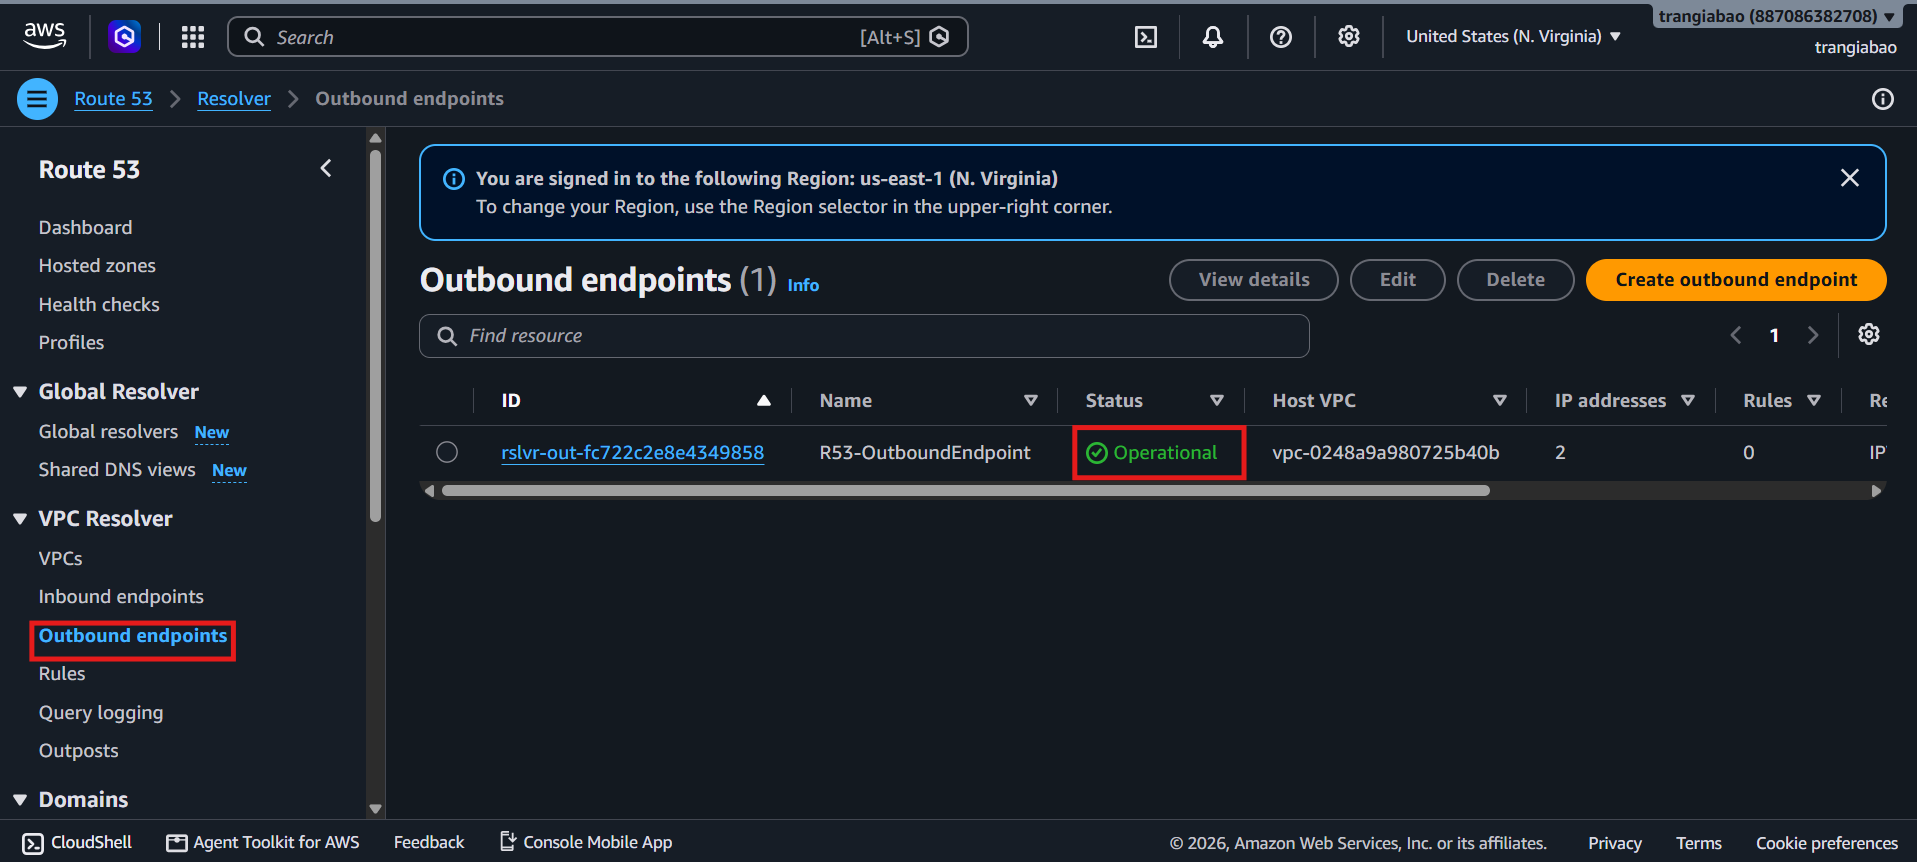 aws
Search
[Alt+S]
United States (N. Virginia)
trangiabao (887086382708)
trangiabao
Route 53
Resolver
Outbound endpoints
Route 53
Dashboard
Hosted zones
Health checks
Profiles
Global Resolver
Global resolvers New
Shared DNS views New
VPC Resolver
VPCs
Inbound endpoints
Outbound endpoints
Rules
Query logging
Outposts
Domains
You are signed in to the following Region: us-east-1 (N. Virginia)
To change your Region, use the Region selector in the upper-right corner.
Outbound endpoints (1) Info
View details
Edit
Delete
Create outbound endpoint
Find resource
1
ID Name Status Host VPC IP addresses Rules Re
rslvr-out-fc722c2e8e4349858 R53-OutboundEndpoint Operational vpc-0248a9a980725b40b 2 0 IP
CloudShell Agent Toolkit for AWS Feedback Console Mobile App © 2026, Amazon Web Services, Inc. or its affiliates. Privacy Terms Cookie preferences